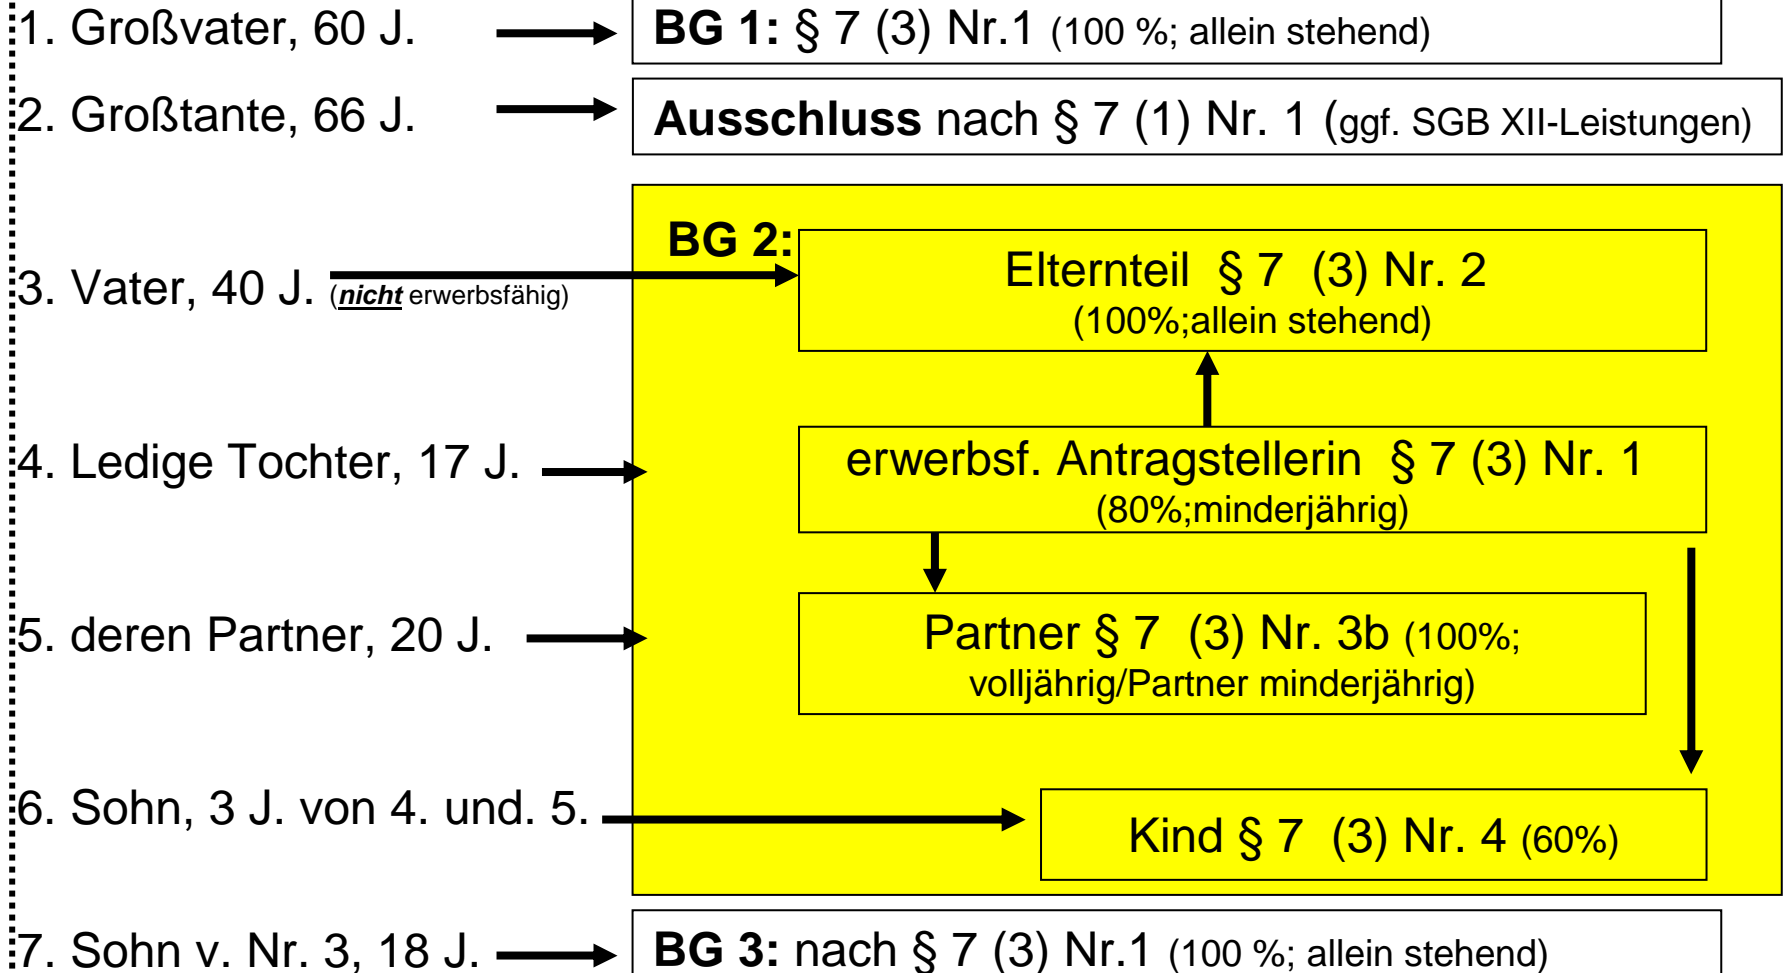 1. Großvater, 60 J.
BG 1: § 7 (3) Nr.1 (100 %; allein stehend)
2. Großtante, 66 J.
Ausschluss nach § 7 (1) Nr. 1 (ggf. SGB XII-Leistungen)
BG 2:
3. Vater, 40 J. (nicht erwerbsfähig)
Elternteil § 7 (3) Nr. 2
(100%;allein stehend)
4. Ledige Tochter, 17 J.
erwerbsf. Antragstellerin § 7 (3) Nr. 1
(80%;minderjährig)
5. deren Partner, 20 J.
Partner § 7 (3) Nr. 3b (100%;
volljährig/Partner minderjährig)
6. Sohn, 3 J. von 4. und. 5.
Kind § 7 (3) Nr. 4 (60%)
7. Sohn v. Nr. 3, 18 J.
BG 3: nach § 7 (3) Nr.1 (100 %; allein stehend)